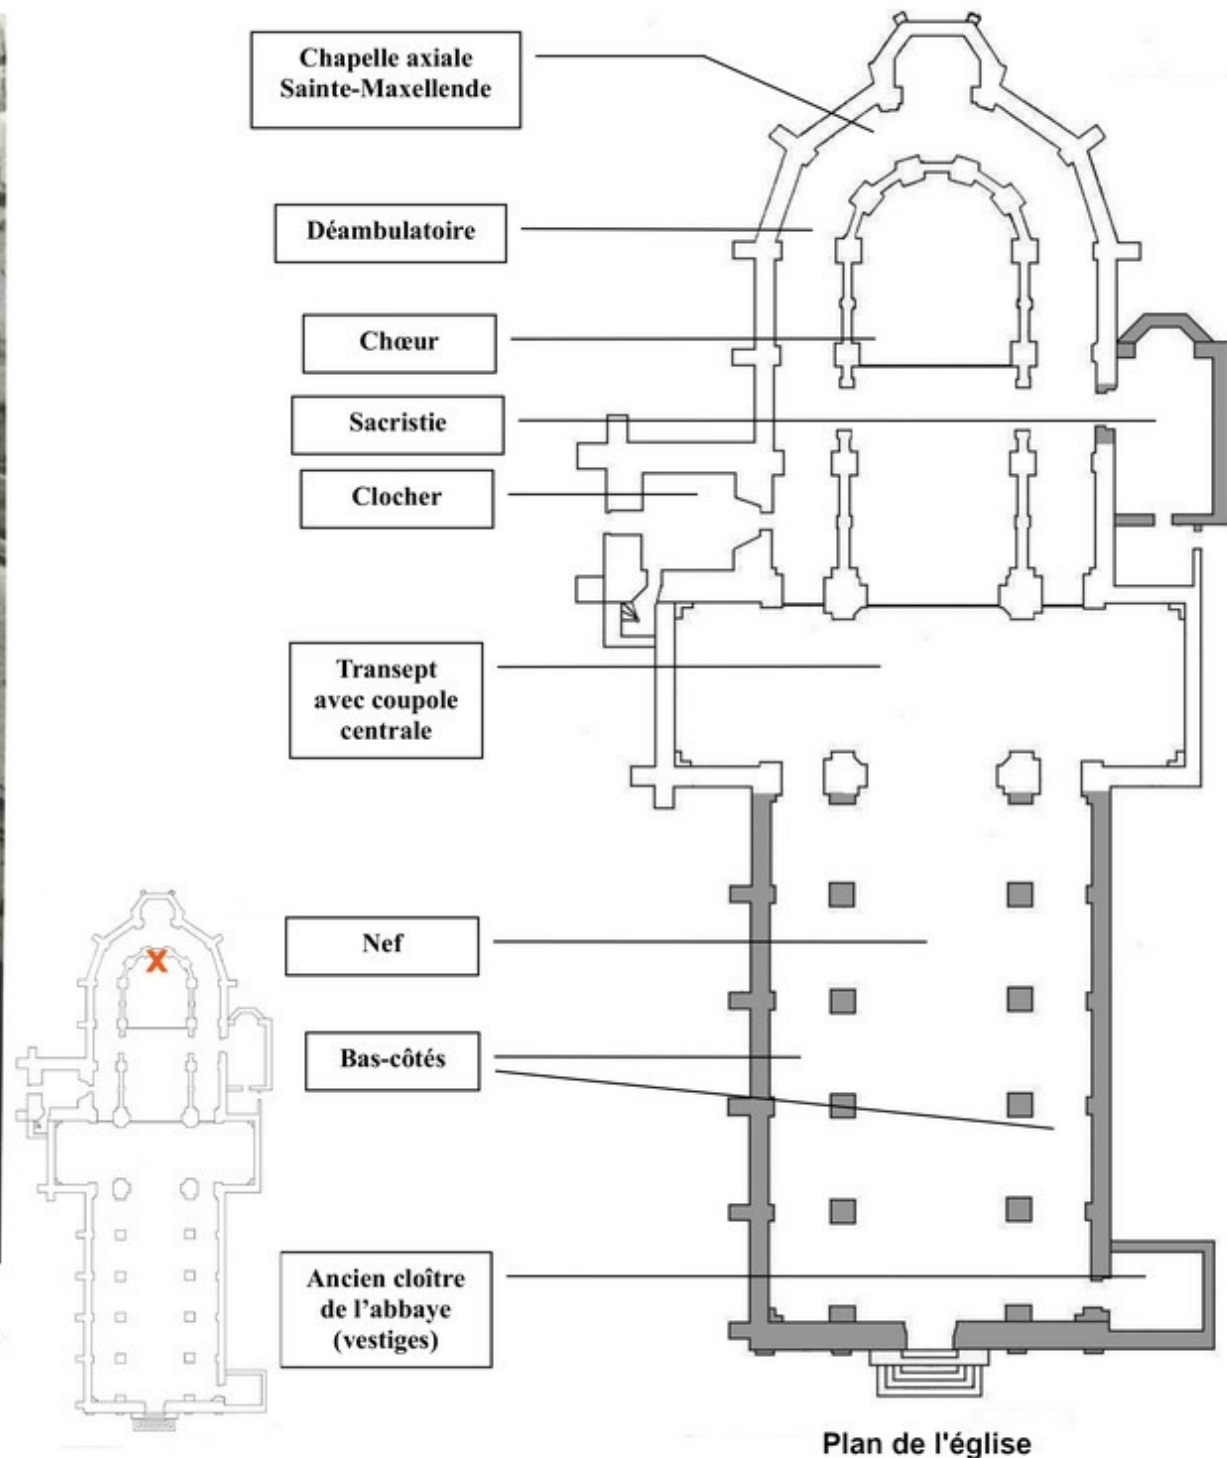 Chapelle axiale
Sainte-Maxellende
Déambulatoire
Chœur
Sacristie
Clocher
Transept
avec coupole
centrale
Nef
Bas-côtés
Ancien cloître
de l'abbaye
(vestiges)
X
Plan de l'église